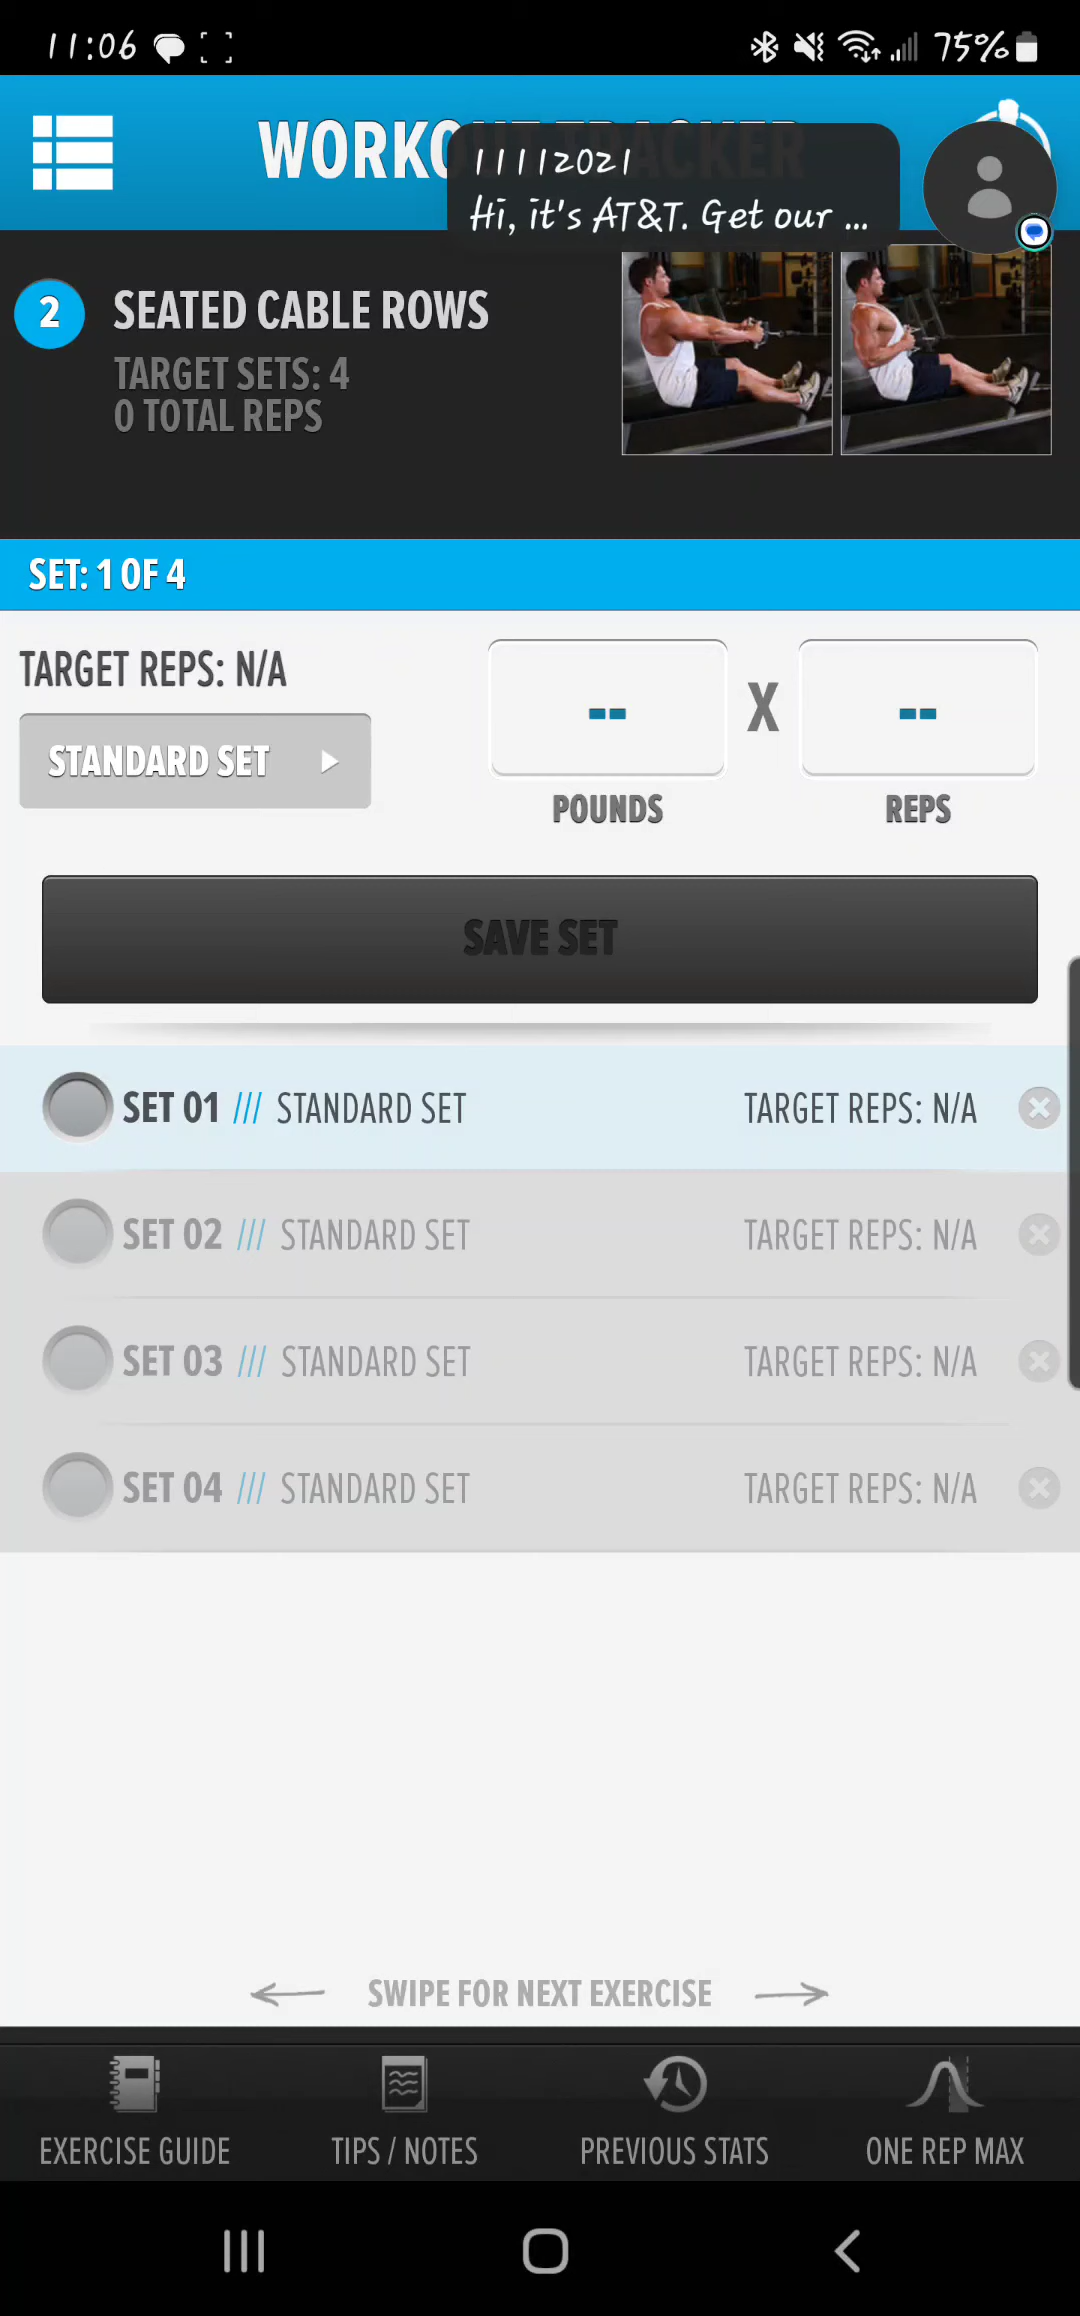 11:06
75%
WORKOUT TRACKER
11112021
Hi, it's AT&T. Get our ...
2
SEATED CABLE ROWS
TARGET SETS: 4
0 TOTAL REPS
SET: 1 OF 4
TARGET REPS: N/A
STANDARD SET
--
X
--
POUNDS
REPS
SAVE SET
SET 01 /// STANDARD SET TARGET REPS: N/A
SET 02 /// STANDARD SET TARGET REPS: N/A
SET 03 /// STANDARD SET TARGET REPS: N/A
SET 04 /// STANDARD SET TARGET REPS: N/A
SWIPE FOR NEXT EXERCISE
EXERCISE GUIDE
TIPS / NOTES
PREVIOUS STATS
ONE REP MAX